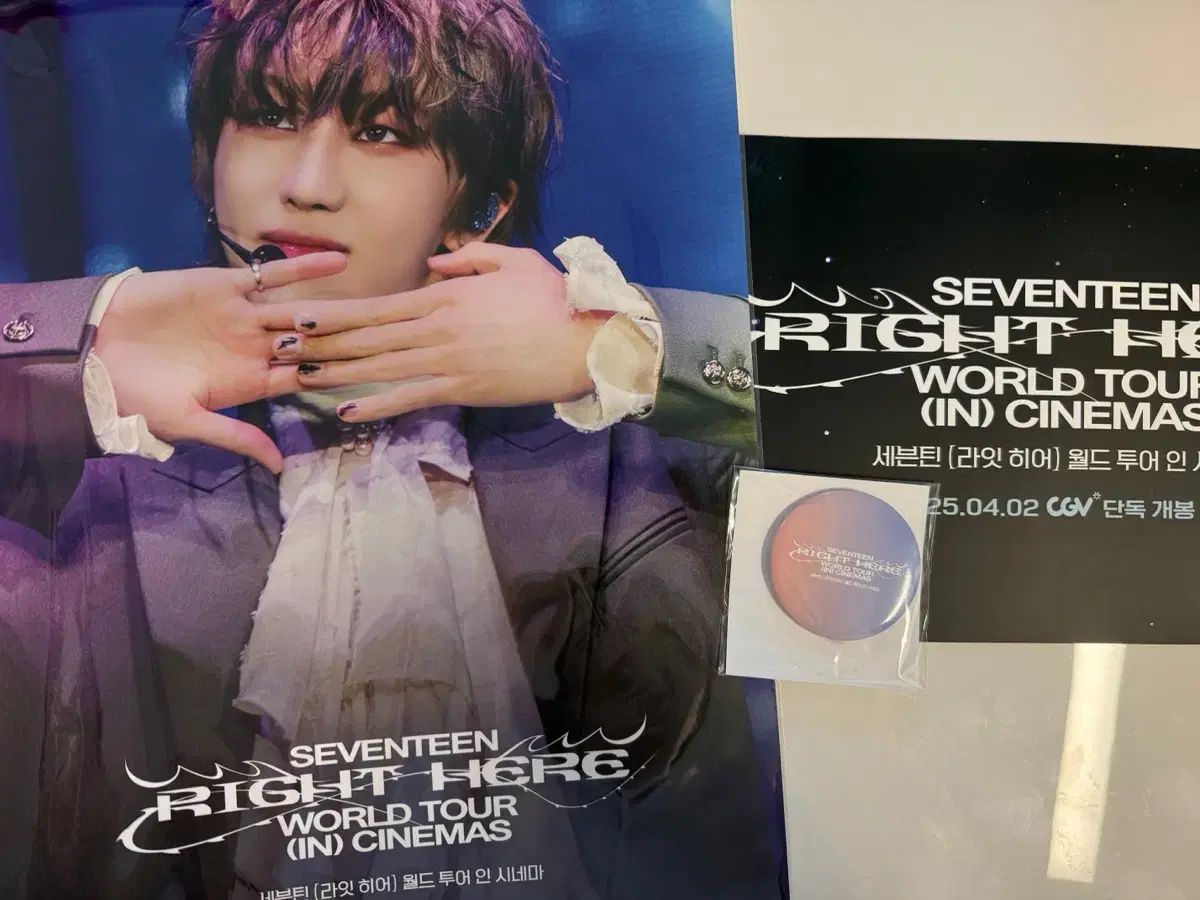 SEVENTEEN
RIGHT HERE
WORLD TOUR
(IN) CINEMAS
세븐틴 [라잇 히어] 월드 투어 인 시네마
SEVENTEEN
RIGHT HE
WORLD TOUR
(IN) CINEMAS
세븐틴 [라잇 히어] 월드 투어 인
25.04.02 CGV 단독 개봉
SEVENTEEN
RIGHT HERE
WORLD TOUR
(IN) CINEMAS